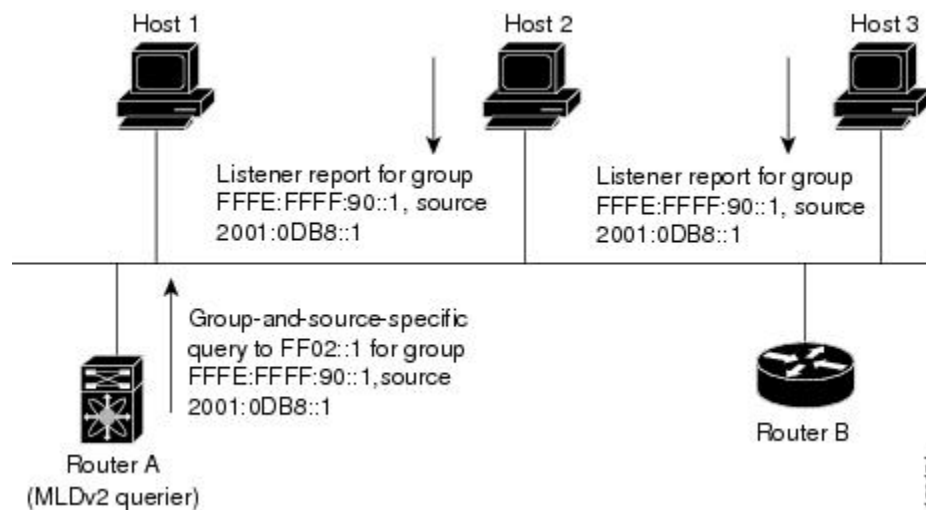 Host 1
Host 2
Host 3
Listener report for group
FFFE:FFFF:90::1, source
2001:0DB8::1
Listener report for group
FFFE:FFFF:90::1, source
2001:0DB8::1
Group-and-source-specific
query to FF02::1 for group
FFFE:FFFF:90::1,source
2001:0DB8::1
Router A
(MLDv2 querier)
Router B